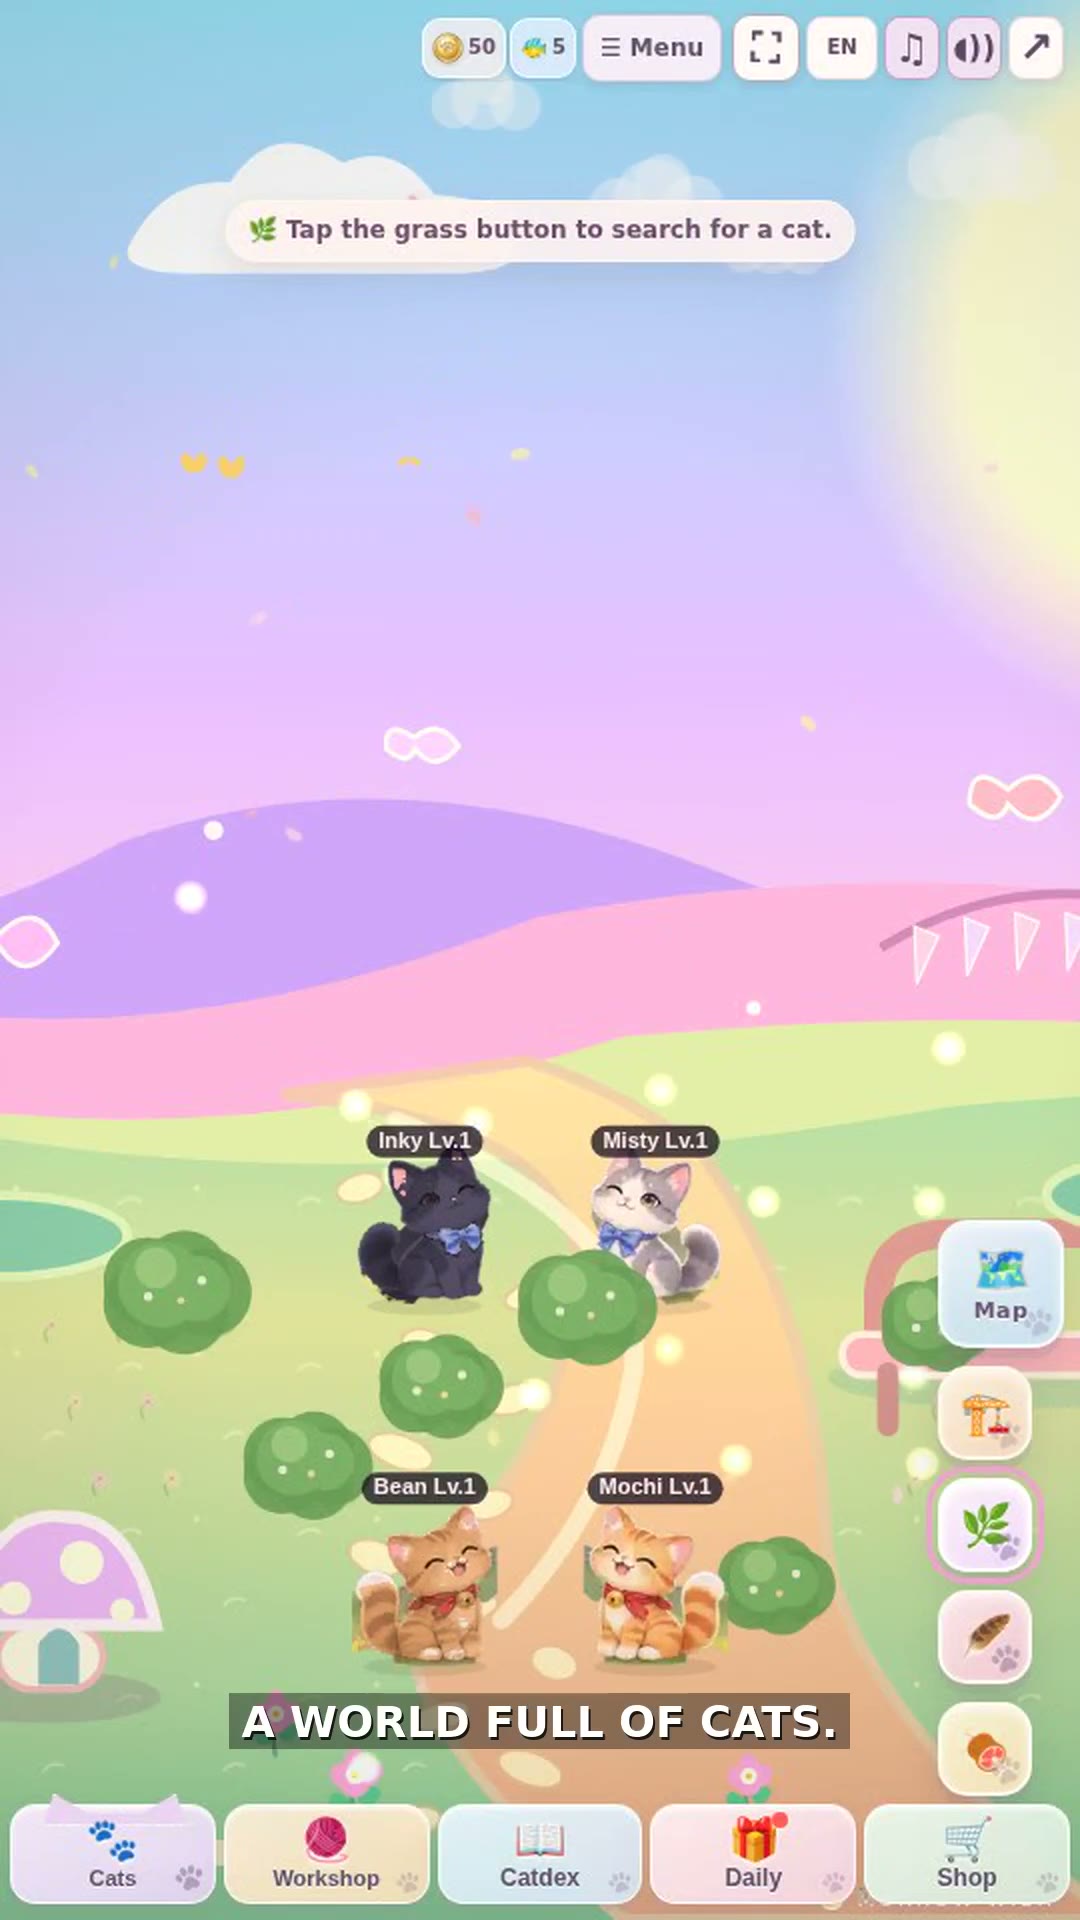 50
5
☰ Menu
EN
🌿 Tap the grass button to search for a cat.
Inky Lv.1
Misty Lv.1
Map
Bean Lv.1
Mochi Lv.1
A WORLD FULL OF CATS.
Cats
Workshop
Catdex
Daily
Shop